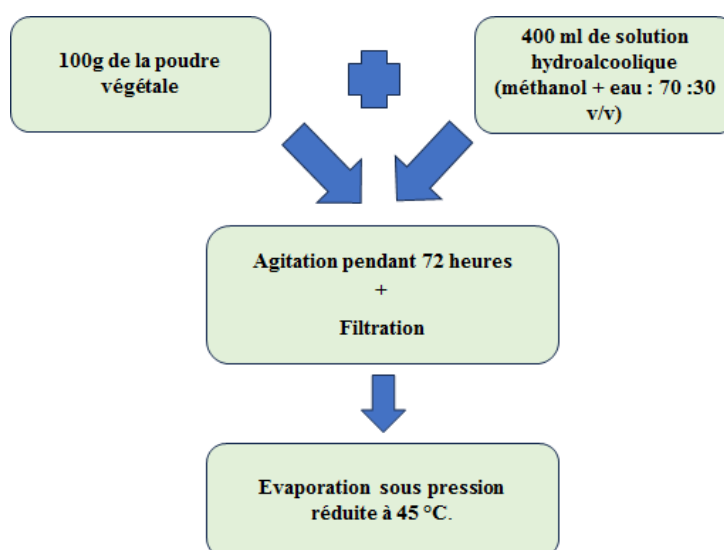 100g de la poudre
végétale
400 ml de solution
hydroalcoolique
(méthanol + eau : 70 :30
v/v)
Agitation pendant 72 heures
+
Filtration
Evaporation sous pression
réduite à 45 °C.